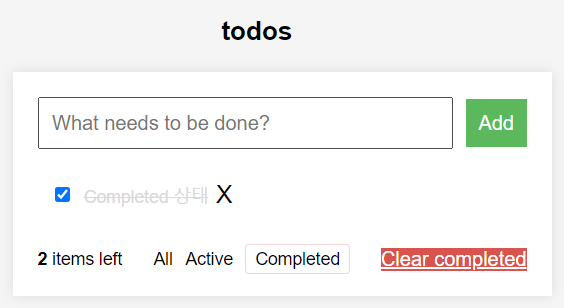 todos
What needs to be done? Add
Completed 상태 X
2 items left All Active Completed Clear completed